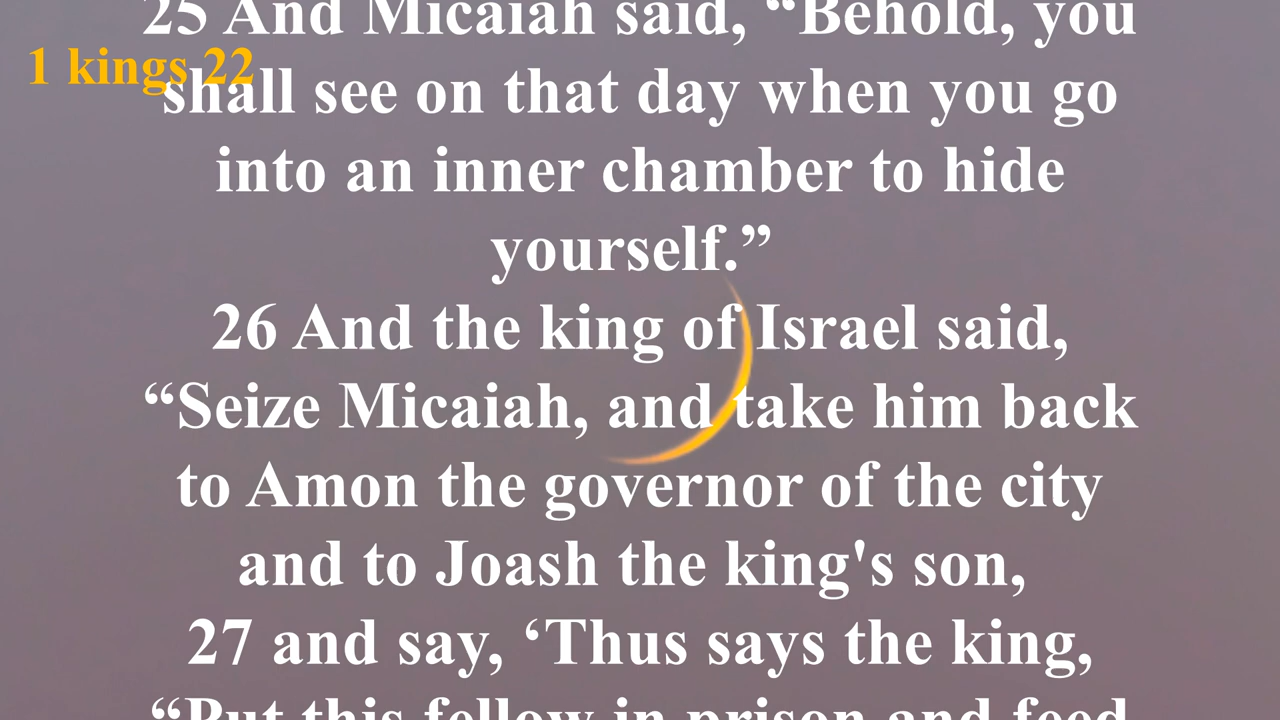 25 And Micaiah said, “Behold, you
1 kings 22
shall see on that day when you go
into an inner chamber to hide
yourself.”
26 And the king of Israel said,
“Seize Micaiah, and take him back
to Amon the governor of the city
and to Joash the king's son,
27 and say, ‘Thus says the king,
“Put this fellow in prison and feed